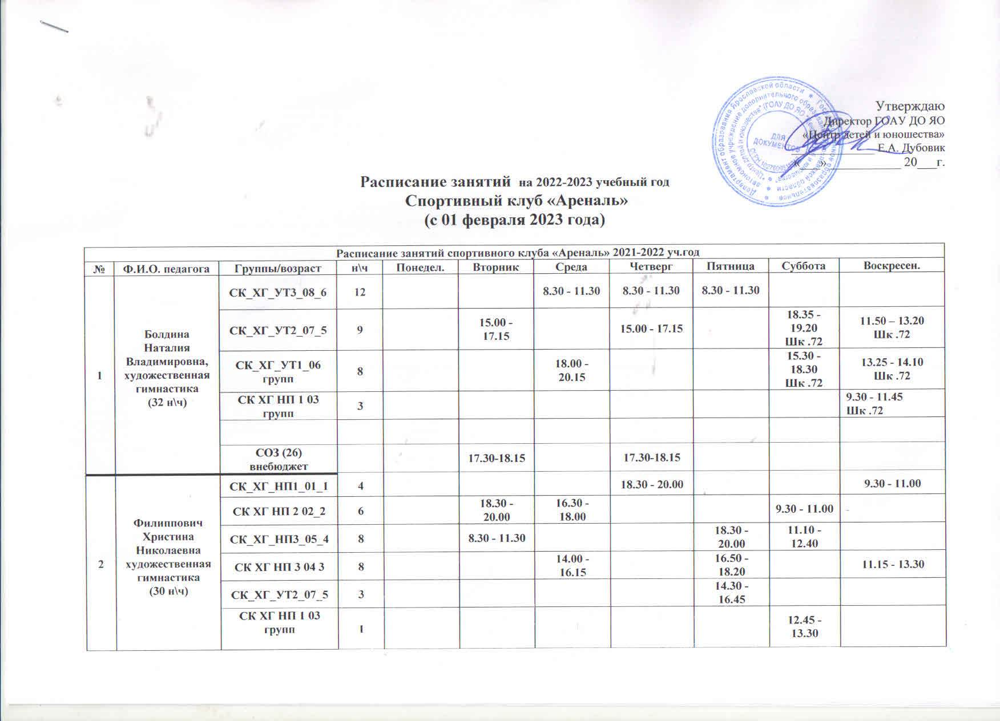 Утверждаю
Директор ГОАУ ДО ЯО
«Центр детей и юношества»
______________ Е.А. Дубовик
«___»____________ 20___г.
ДЛЯ
ДОКУМЕНТОВ
Расписание занятий на 2022-2023 учебный год
Спортивный клуб «Ареналь»
(с 01 февраля 2023 года)
Расписание занятий спортивного клуба «Ареналь» 2021-2022 уч.год
№ Ф.И.О. педагога Группы/возраст н\ч Понедел. Вторник Среда Четверг Пятница Суббота Воскресен.
1
Болдина
Наталия
Владимировна,
художественная
гимнастика
(32 н\ч)
СК_ХГ_УТ3_08_6 12 8.30 - 11.30 8.30 - 11.30 8.30 - 11.30
СК_ХГ_УТ2_07_5 9
15.00 -
17.15
15.00 - 17.15
18.35 -
19.20
Шк .72
11.50 – 13.20
Шк .72
СК_ХГ_УТ1_06
групп
8
18.00 -
20.15
15.30 -
18.30
Шк .72
13.25 - 14.10
Шк .72
СК ХГ НП 1 03
групп
3
9.30 - 11.45
Шк .72
СОЗ (26)
внебюджет
17.30-18.15 17.30-18.15
2
Филиппович
Христина
Николаевна
художественная
гимнастика
(30 н\ч)
СК_ХГ_НП1_01_1 4 18.30 - 20.00 9.30 - 11.00
СК ХГ НП 2 02_2 6
18.30 -
20.00
16.30 -
18.00
9.30 - 11.00 -
СК_ХГ_НП3_05_4 8 8.30 - 11.30
18.30 -
20.00
11.10 -
12.40
СК ХГ НП 3 04 3 8
14.00 -
16.15
16.50 -
18.20
11.15 - 13.30
СК_ХГ_УТ2_07_5 3
14.30 -
16.45
СК ХГ НП 1 03
групп
1
12.45 -
13.30